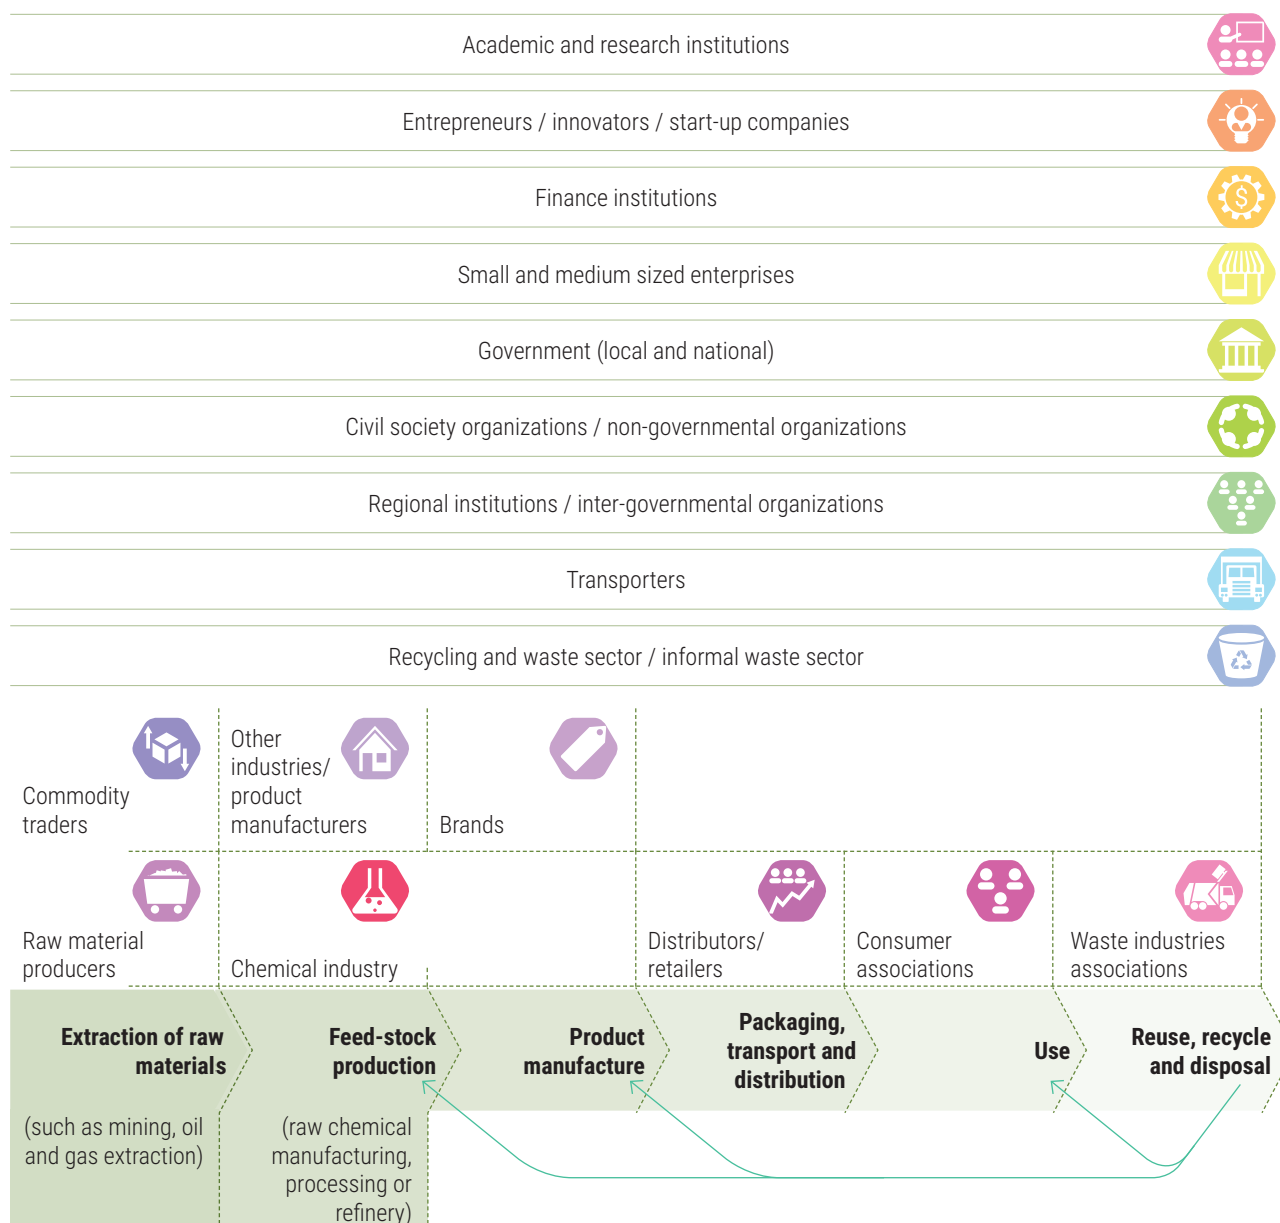 Academic and research institutions
Entrepreneurs / innovators / start-up companies
Finance institutions
$
Small and medium sized enterprises
Government (local and national)
Civil society organizations / non-governmental organizations
Regional institutions / inter-governmental organizations
Transporters
Recycling and waste sector / informal waste sector
Commodity
traders
Other
industries/
product
manufacturers
Brands
Raw material
producers
Chemical industry
Distributors/
retailers
Consumer
associations
Waste industries
associations
Extraction of raw
materials
Feed-stock
production
Product
manufacture
Packaging,
transport and
distribution
Use
Reuse, recycle
and disposal
(such as mining, oil
and gas extraction)
(raw chemical
manufacturing,
processing or
refinery)